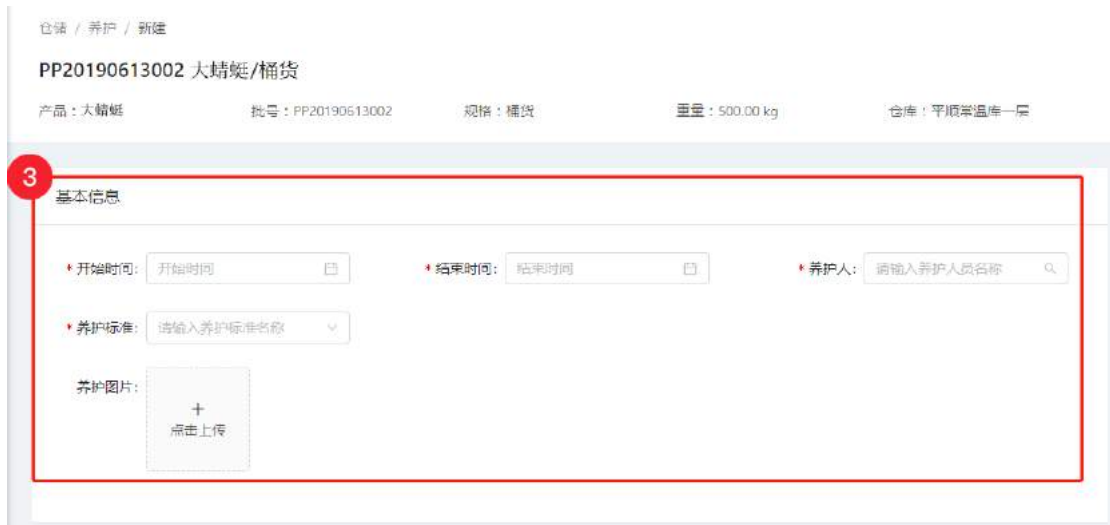 仓储 / 养护 / 新建
PP20190613002 大蜻蜓/桶货
产品：大蜻蜓 批号：PP20190613002 规格：桶货 重量：500.00 kg 仓库：平顺常温库一层
3
基本信息
* 开始时间: 开始时间 * 结束时间: 结束时间 * 养护人: 请输入养护人员名称
* 养护标准: 请输入养护标准名称
养护图片:
+
点击上传